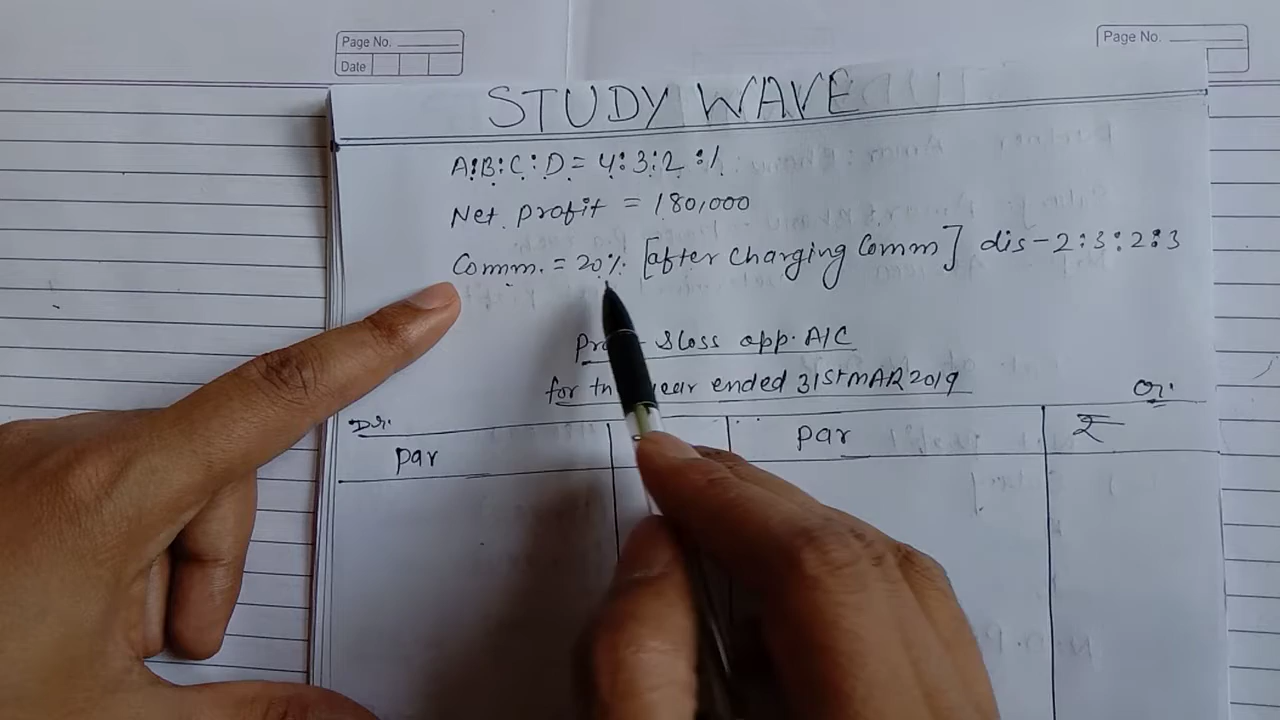 Page No.
Date
Page No.
STUDY WAVE
A:B:C:D = 4:3:2:1
Net profit = 180,000
Comm. = 20% [after charging Comm] dis - 2:3:2:3
& Loss app. A/C
for year ended 31st MAR 2019
Dr. Cr.
par par ₹